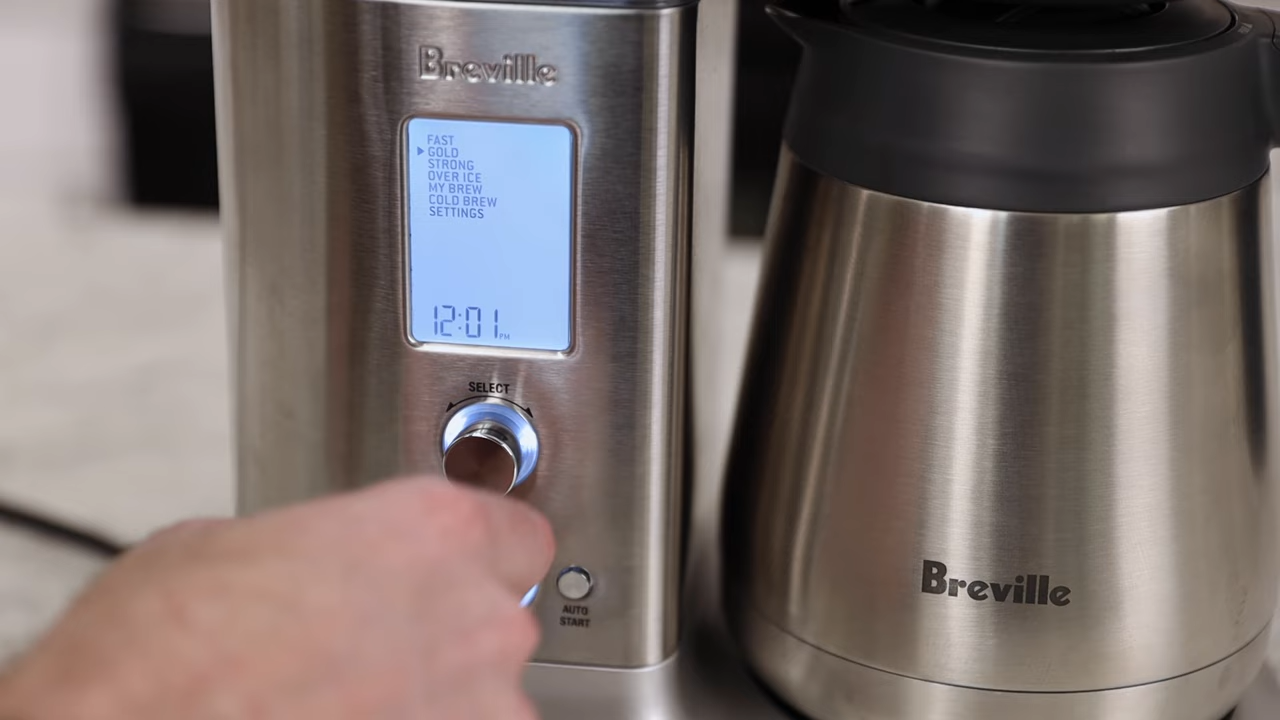 Breville
FAST
GOLD
STRONG
OVER ICE
MY BREW
COLD BREW
SETTINGS
12:01 PM
SELECT
AUTO
START
Breville